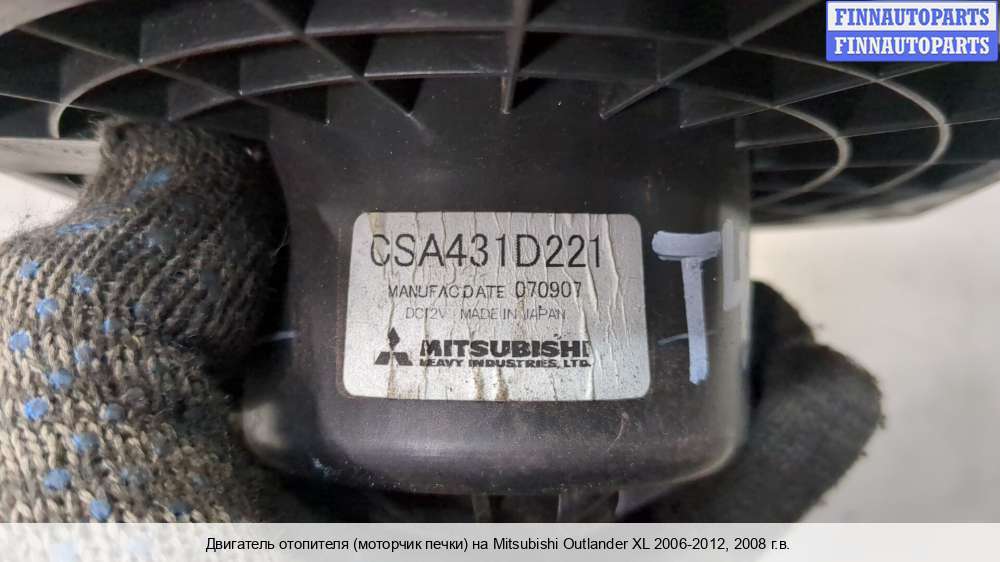 FINNAUTOPARTS
FINNAUTOPARTS
CSA431D221
MANUFAC.DATE 070907
DC12V MADE IN JAPAN
MITSUBISHI
HEAVY INDUSTRIES, LTD.
T
Двигатель отопителя (моторчик печки) на Mitsubishi Outlander XL 2006-2012, 2008 г.в.